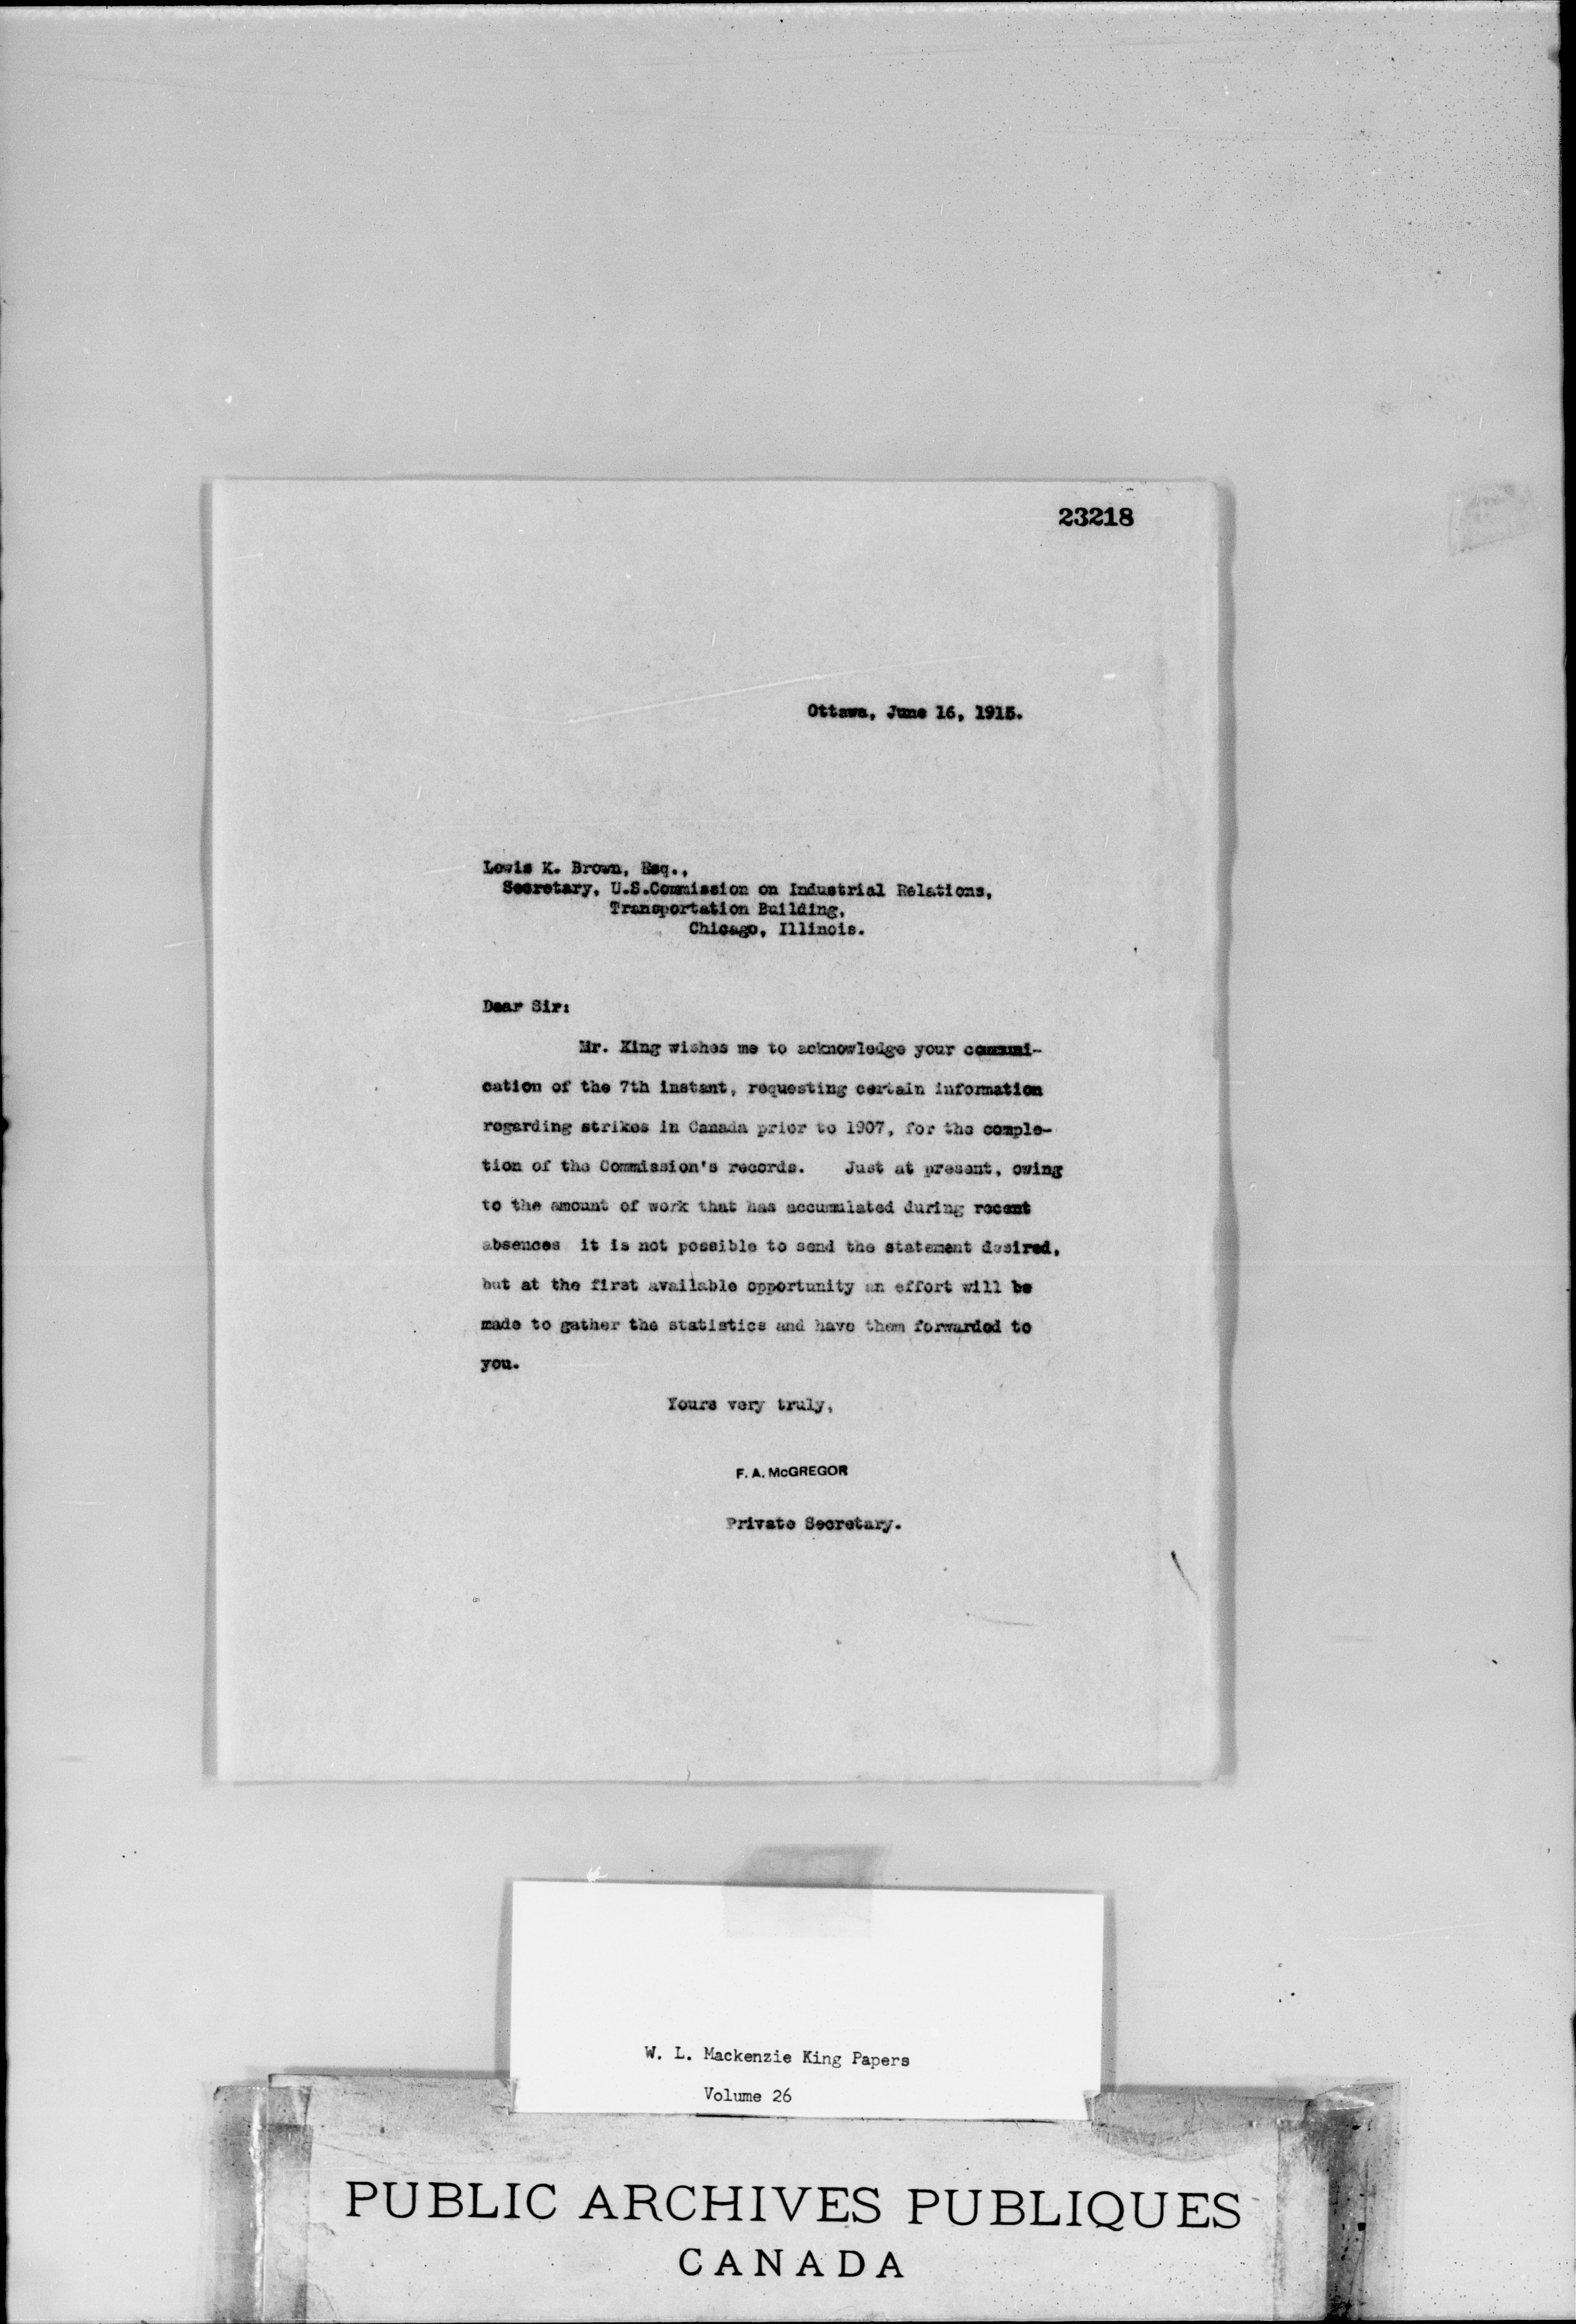 23218
Ottawa, June 16, 1915.
Lewis K. Brown, Esq.,
Secretary, U.S.Commission on Industrial Relations,
Transportation Building,
Chicago, Illinois.
Dear Sir:
Mr. King wishes me to acknowledge your communi-
cation of the 7th instant, requesting certain information
regarding strikes in Canada prior to 1907, for the comple-
tion of the Commission's records. Just at present, owing
to the amount of work that has accumulated during recent
absences it is not possible to send the statement desired,
but at the first available opportunity an effort will be
made to gather the statistics and have them forwarded to
you.
Yours very truly,
F. A. McGREGOR
Private Secretary.
W. L. Mackenzie King Papers
Volume 26
PUBLIC ARCHIVES PUBLIQUES
CANADA